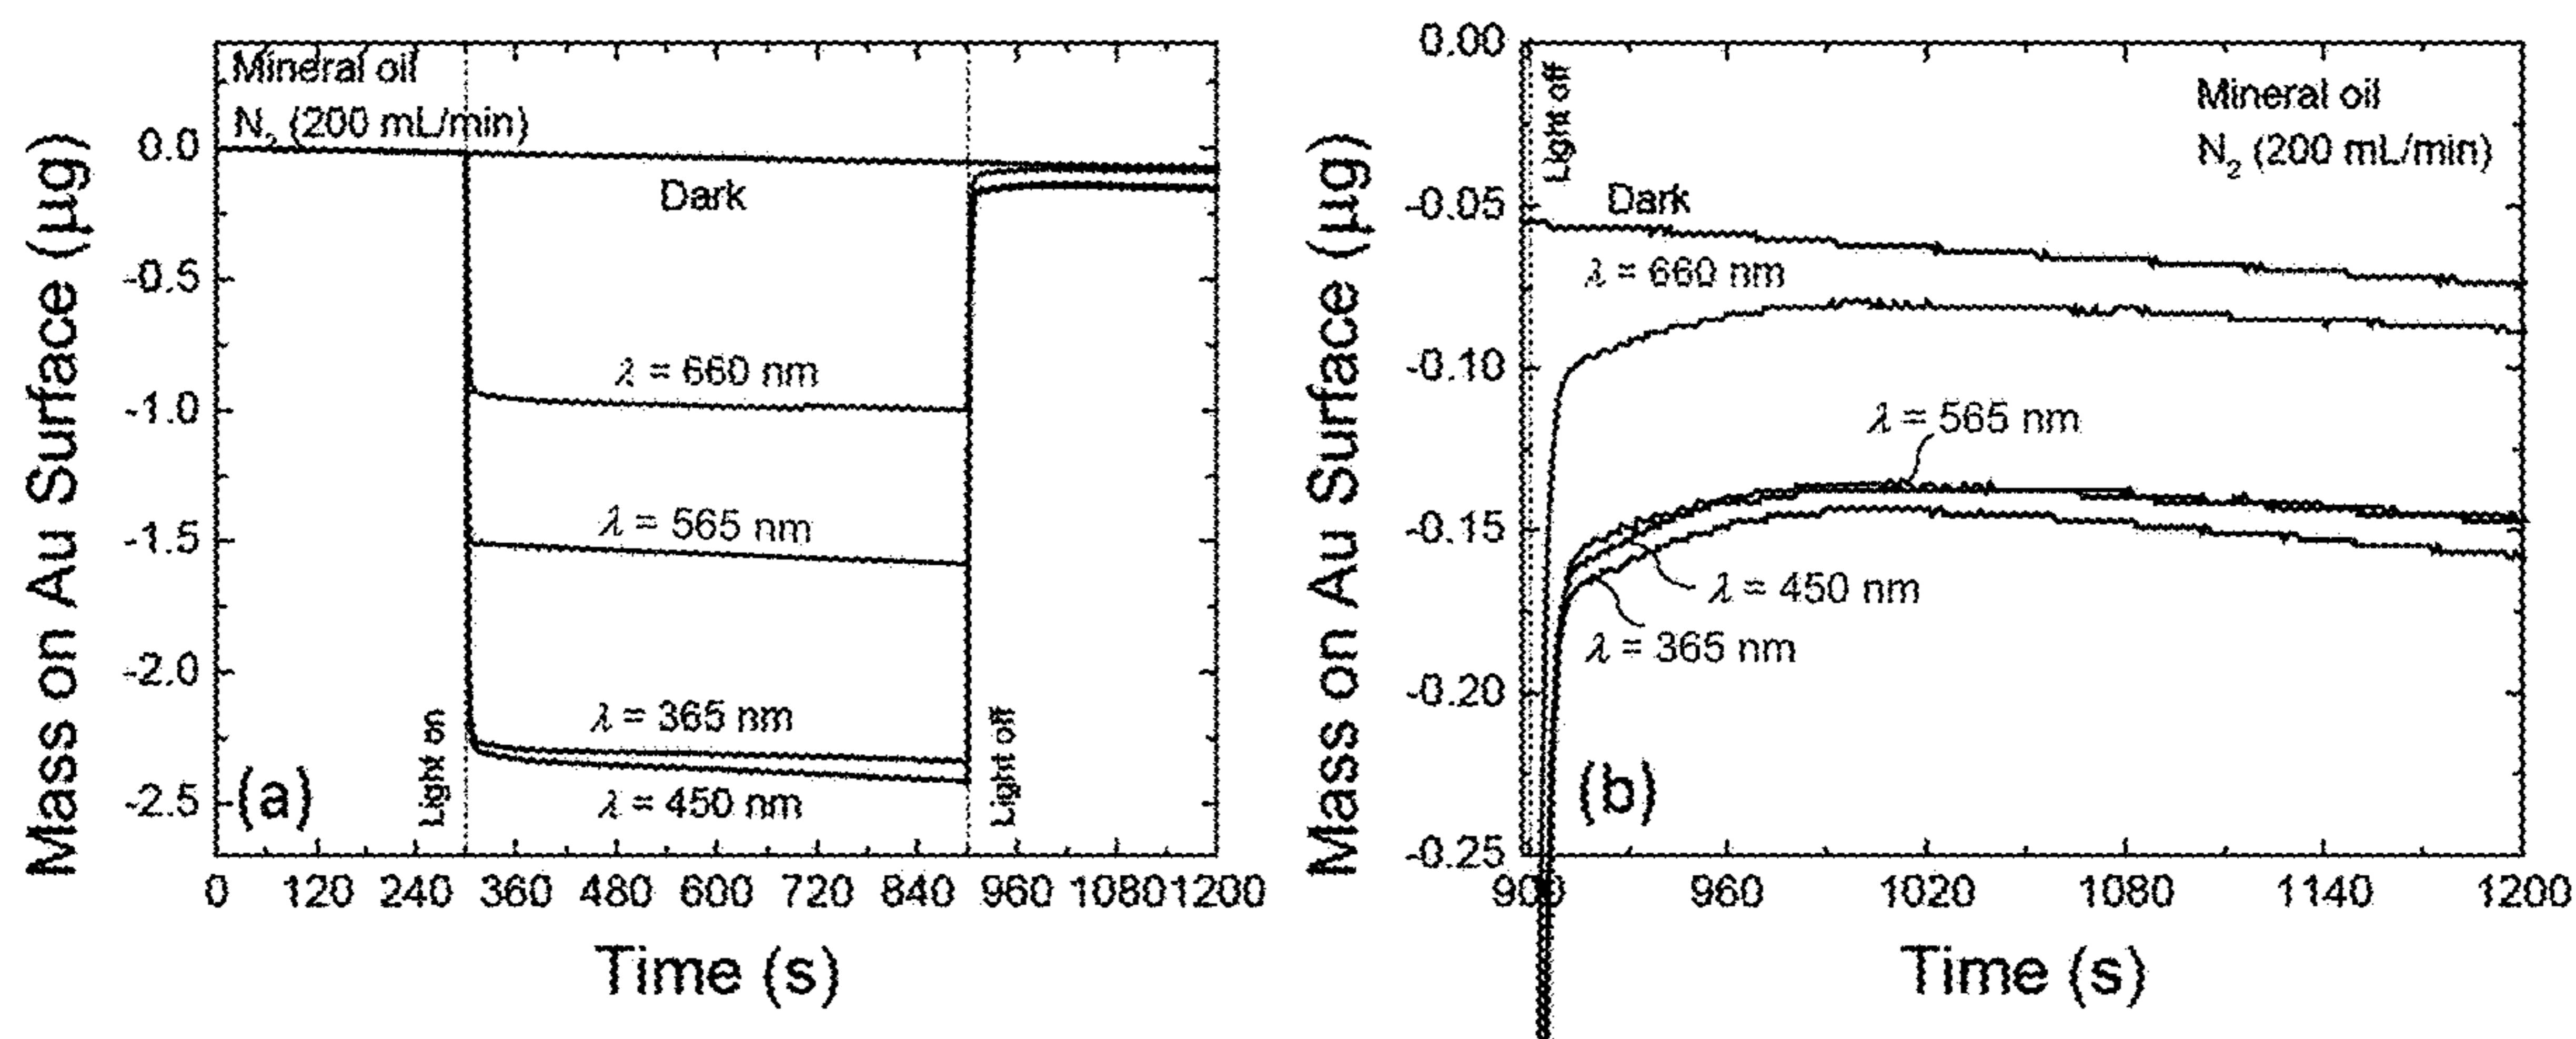 Mineral oil
N₂ (200 mL/min)
Mass on Au Surface (µg)
0.0
-0.5
-1.0
-1.5
-2.0
-2.5
Dark
λ = 660 nm
λ = 565 nm
λ = 365 nm
λ = 450 nm
Light on
Light off
(a)
0 120 240 360 480 600 720 840 960 1080 1200
Time (s)
Mass on Au Surface (µg)
0.00
-0.05
-0.10
-0.15
-0.20
-0.25
Light off
Mineral oil
N₂ (200 mL/min)
Dark
λ = 660 nm
λ = 565 nm
λ = 450 nm
λ = 365 nm
(b)
900 960 1020 1080 1140 1200
Time (s)